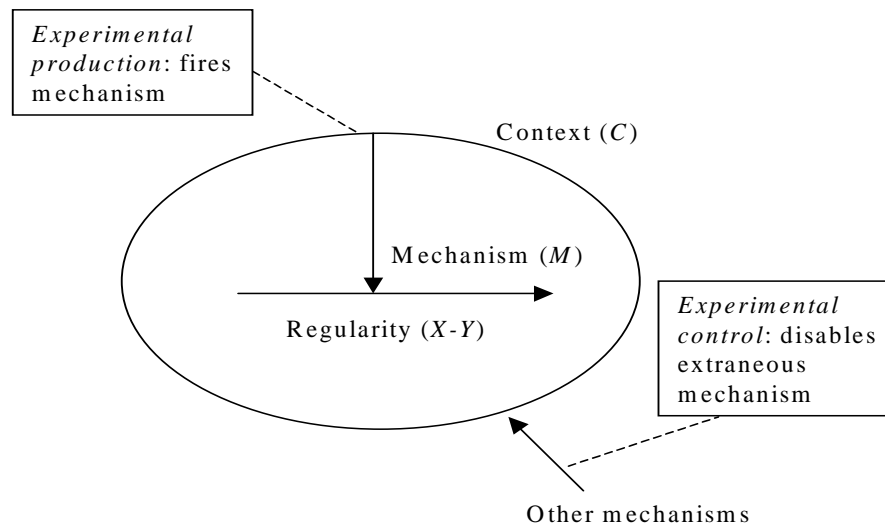 Experimental
production: fires
mechanism
Context (C)
Mechanism (M)
Regularity (X-Y)
Experimental
control: disables
extraneous
mechanism
Other mechanisms